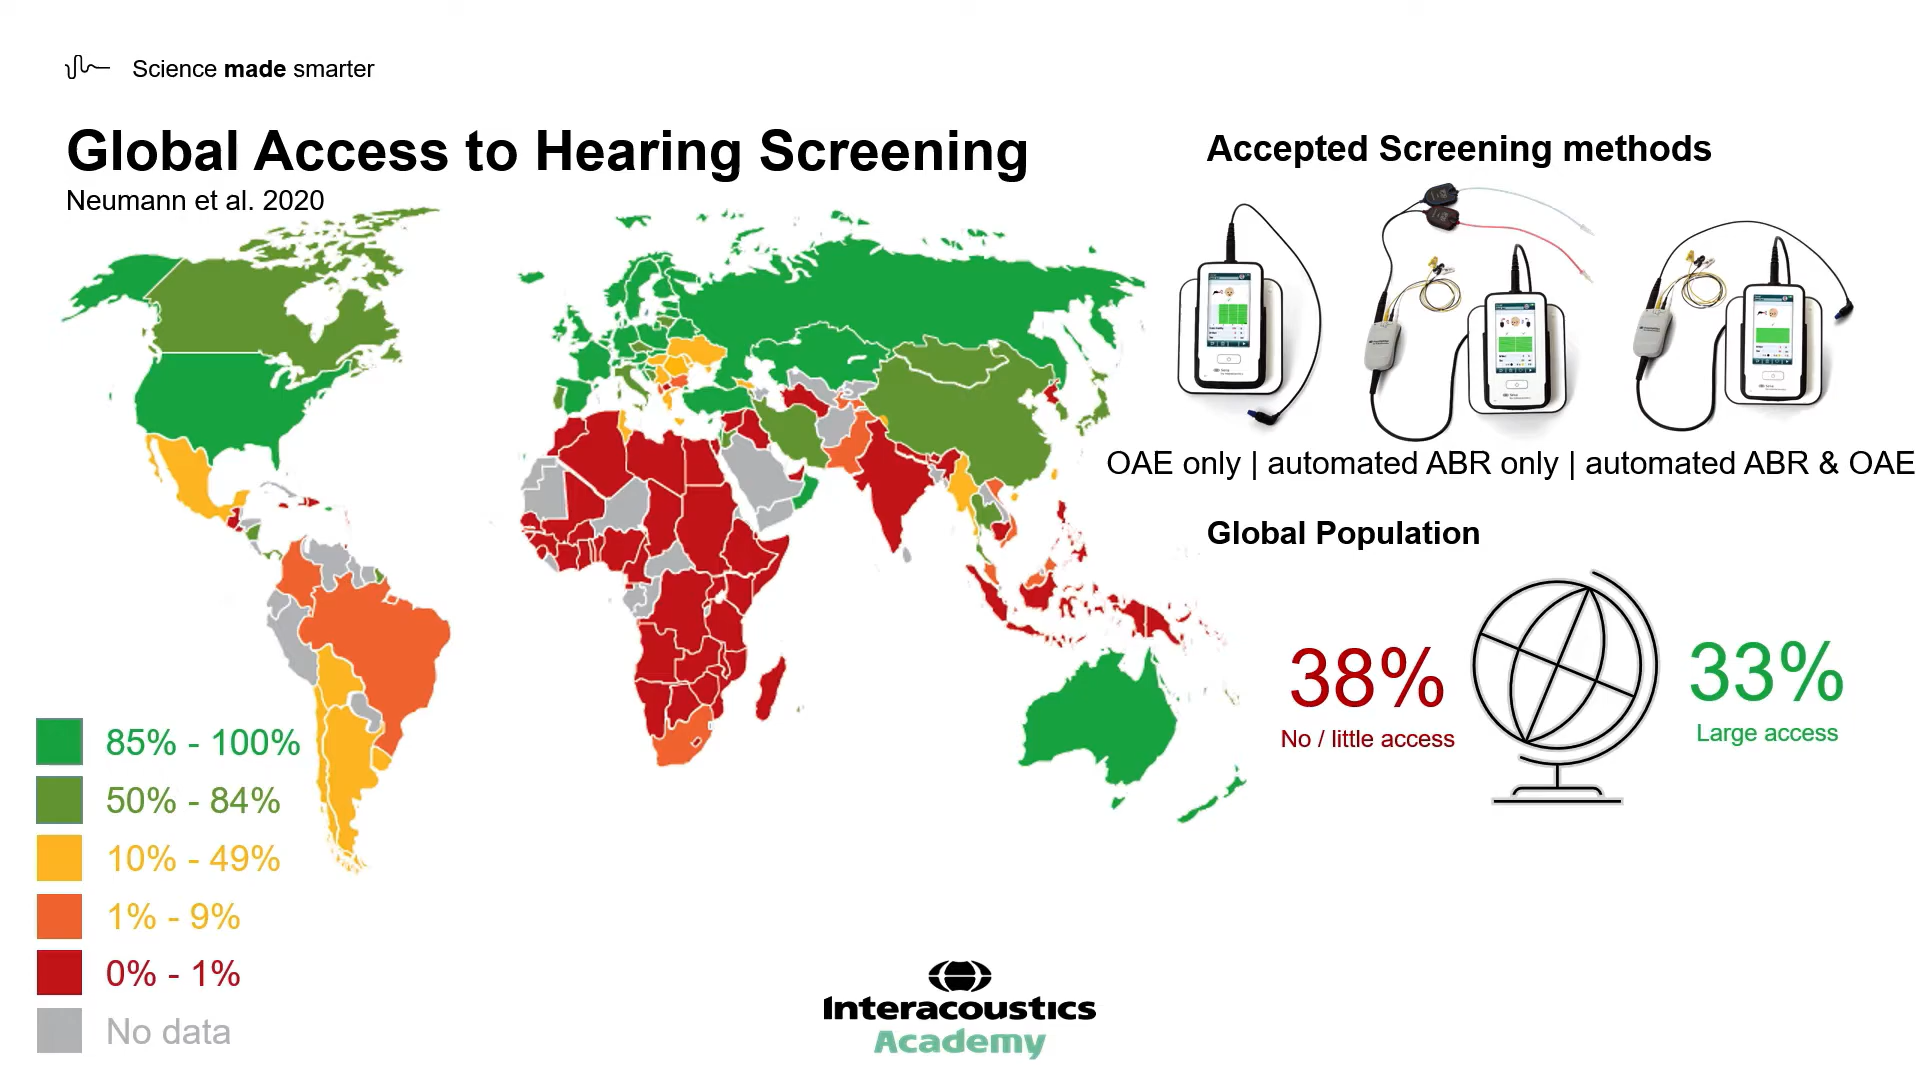 Science made smarter
Global Access to Hearing Screening
Neumann et al. 2020
85% - 100%
50% - 84%
10% - 49%
1% - 9%
0% - 1%
No data
Accepted Screening methods
OAE only | automated ABR only | automated ABR & OAE
Global Population
38%
No / little access
33%
Large access
Interacoustics
Academy